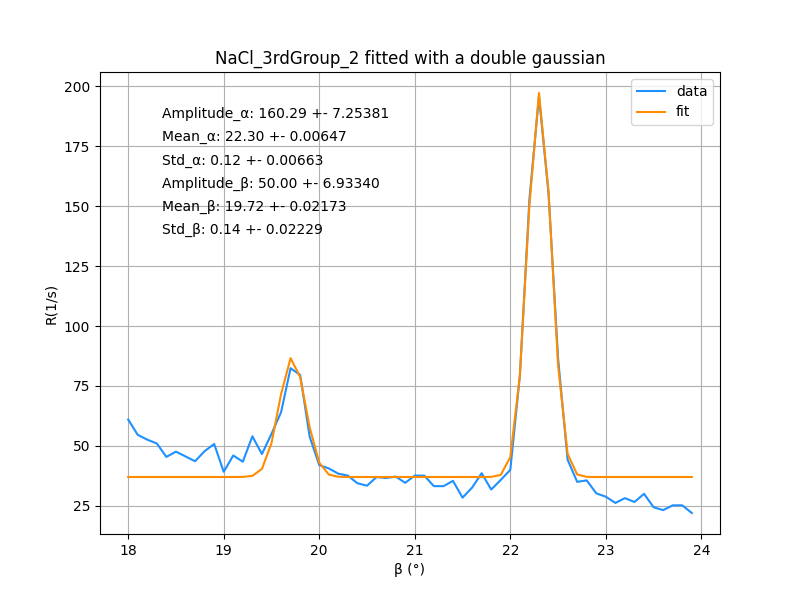 NaCl_3rdGroup_2 fitted with a double gaussian
200
175
150
125
100
75
50
25
R(1/s)
Amplitude_α: 160.29 +- 7.25381
Mean_α: 22.30 +- 0.00647
Std_α: 0.12 +- 0.00663
Amplitude_β: 50.00 +- 6.93340
Mean_β: 19.72 +- 0.02173
Std_β: 0.14 +- 0.02229
data
fit
18 19 20 21 22 23 24
β (°)